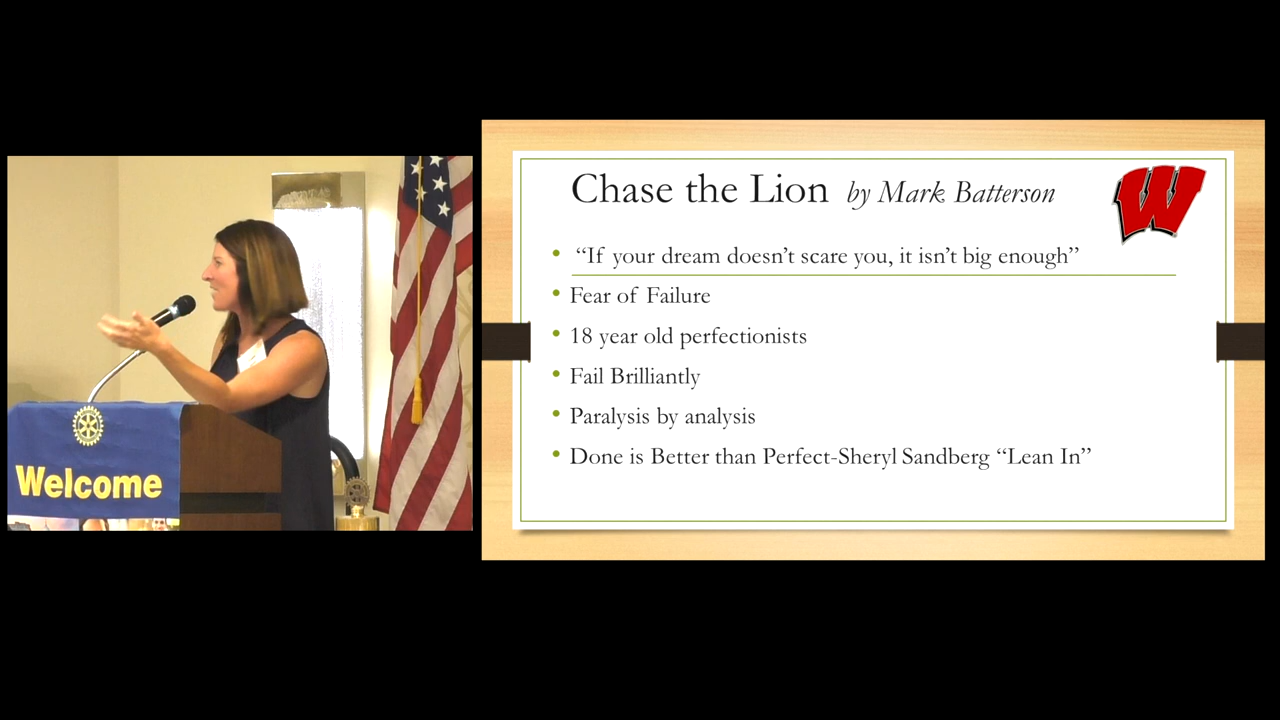 Welcome
Chase the Lion by Mark Batterson
W
• “If your dream doesn’t scare you, it isn’t big enough”
• Fear of Failure
• 18 year old perfectionists
• Fail Brilliantly
• Paralysis by analysis
• Done is Better than Perfect-Sheryl Sandberg “Lean In”